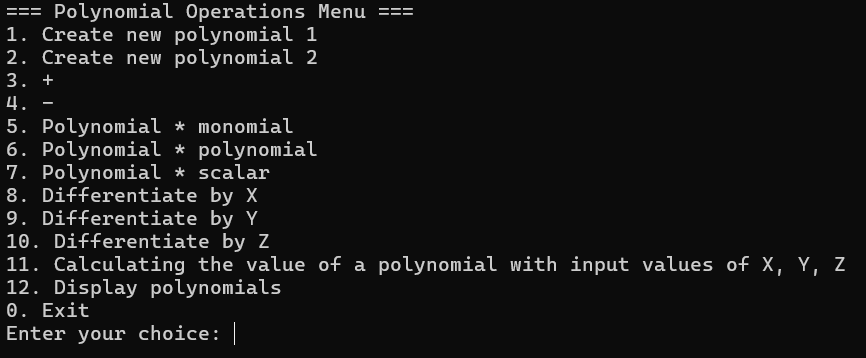 === Polynomial Operations Menu ===
1. Create new polynomial 1
2. Create new polynomial 2
3. +
4. -
5. Polynomial * monomial
6. Polynomial * polynomial
7. Polynomial * scalar
8. Differentiate by X
9. Differentiate by Y
10. Differentiate by Z
11. Calculating the value of a polynomial with input values of X, Y, Z
12. Display polynomials
0. Exit
Enter your choice: